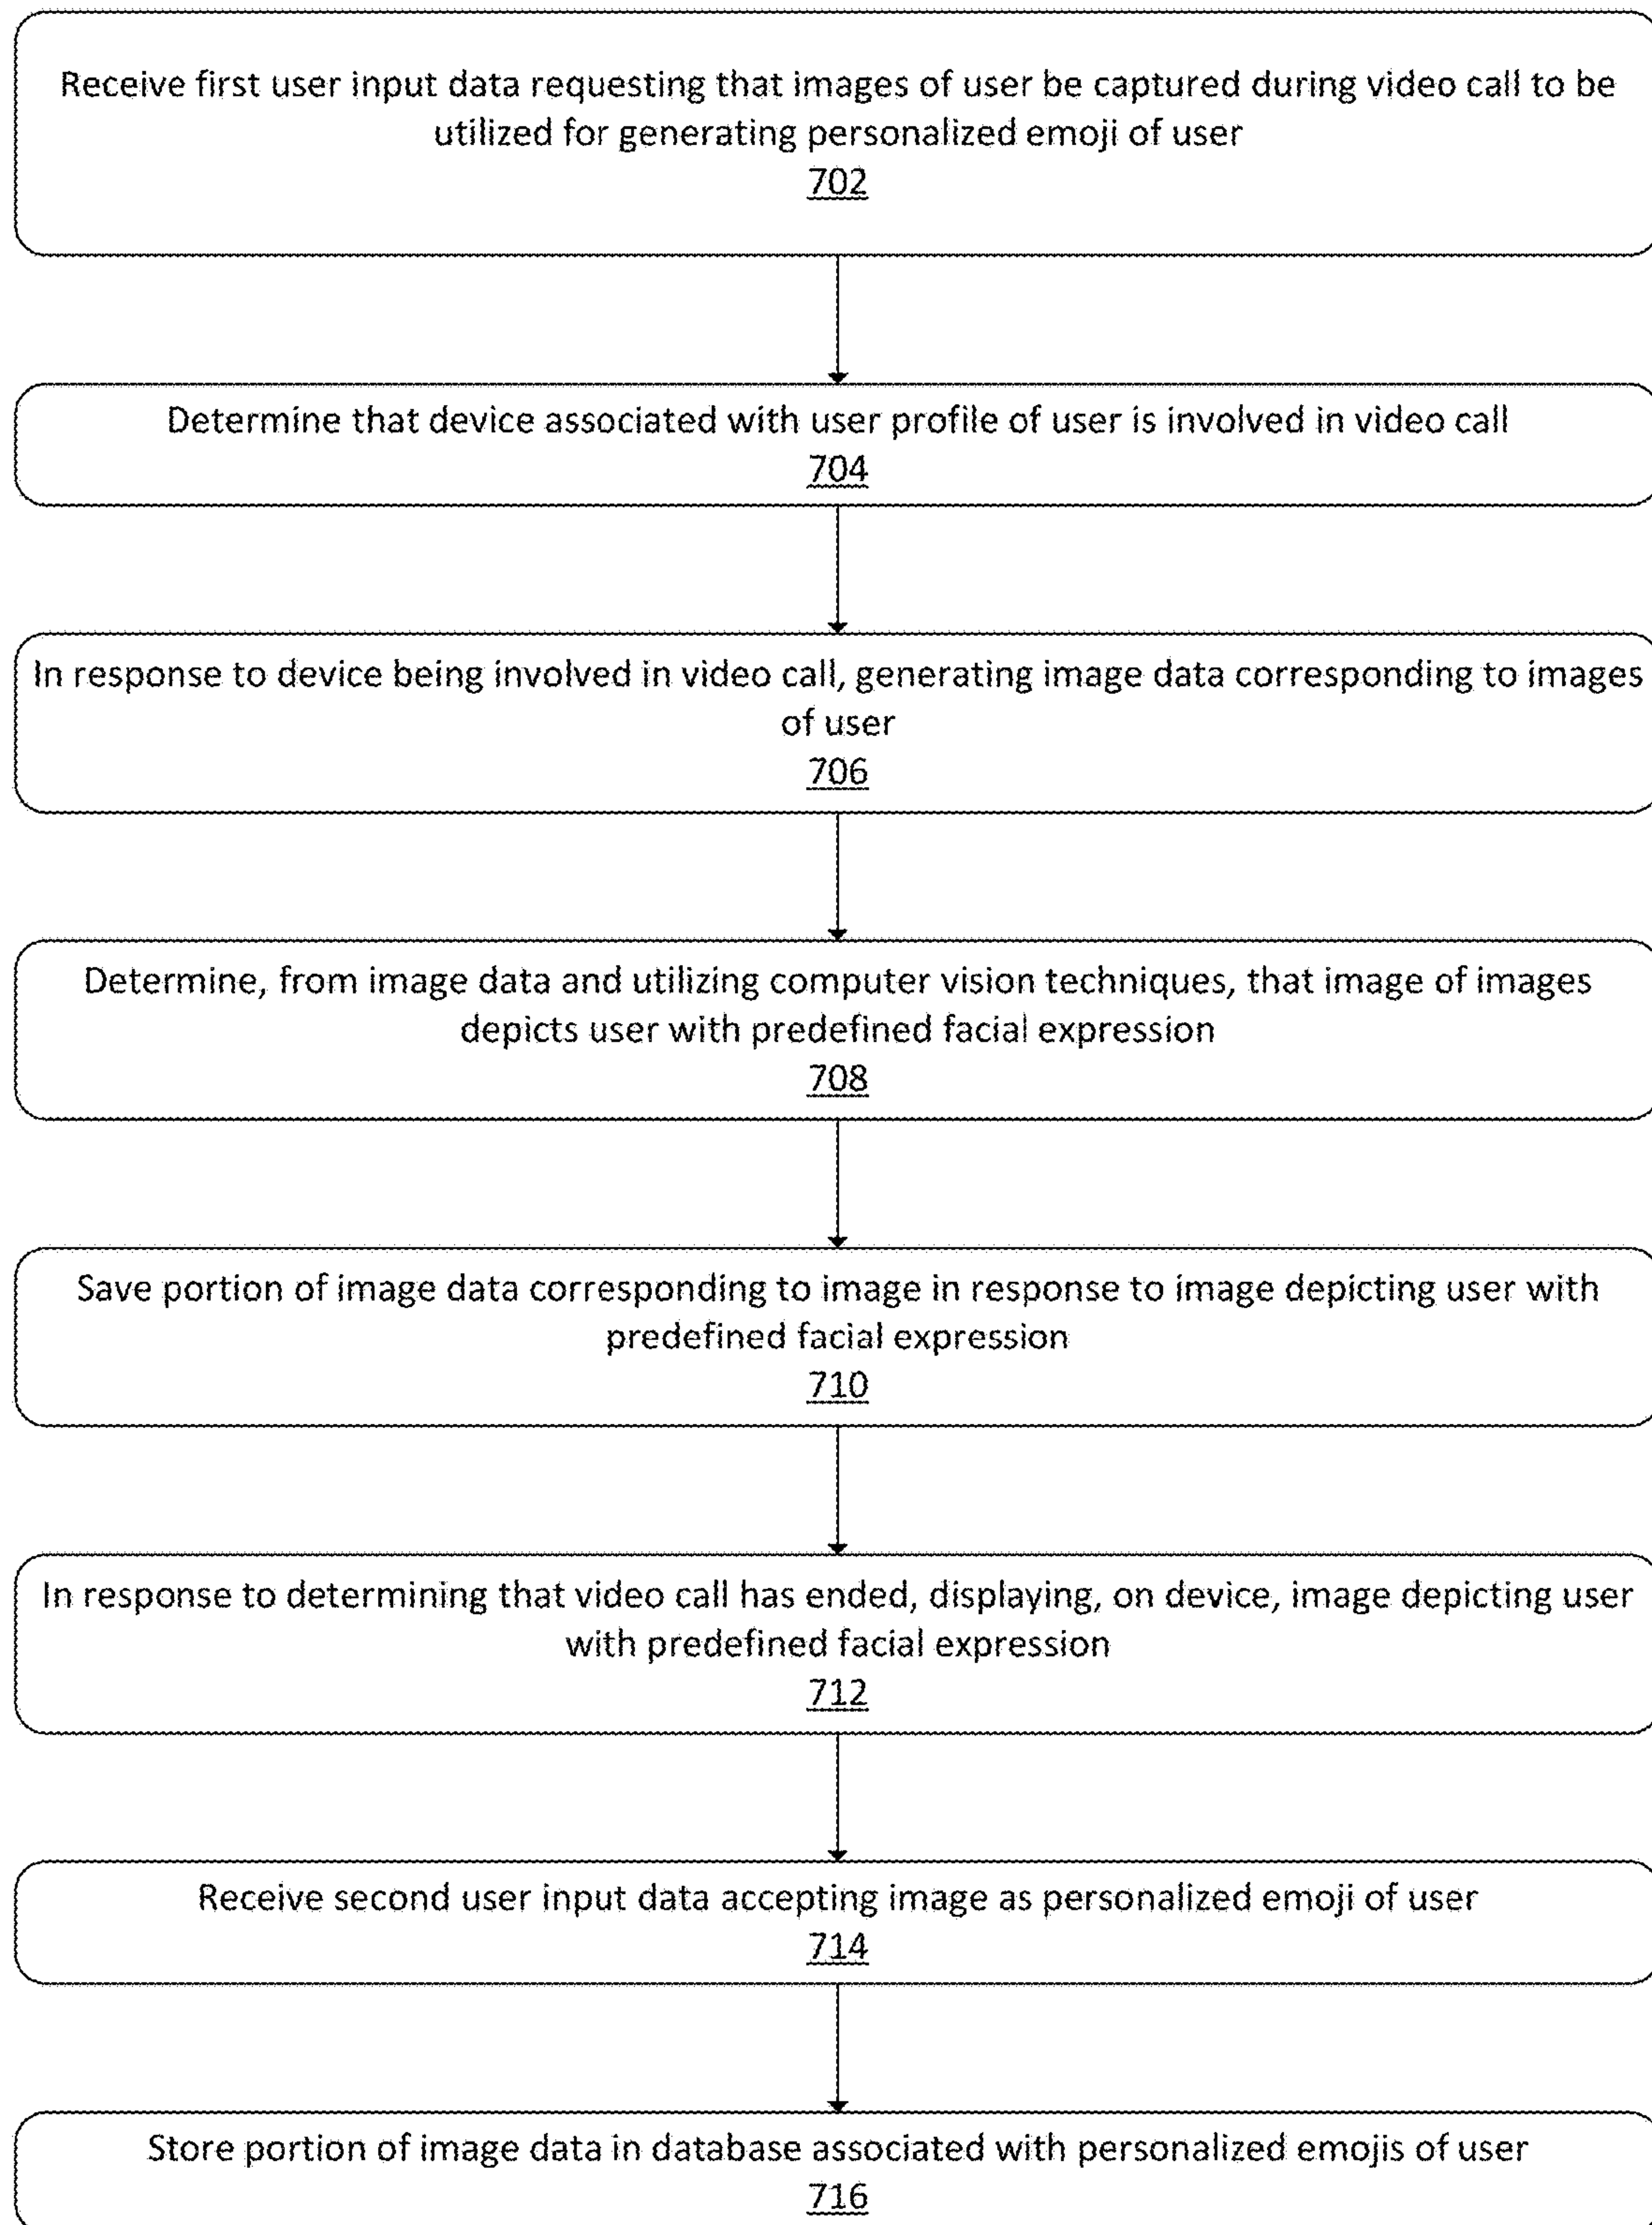 Receive first user input data requesting that images of user be captured during video call to be
utilized for generating personalized emoji of user
702
Determine that device associated with user profile of user is involved in video call
704
In response to device being involved in video call, generating image data corresponding to images
of user
706
Determine, from image data and utilizing computer vision techniques, that image of images
depicts user with predefined facial expression
708
Save portion of image data corresponding to image in response to image depicting user with
predefined facial expression
710
In response to determining that video call has ended, displaying, on device, image depicting user
with predefined facial expression
712
Receive second user input data accepting image as personalized emoji of user
714
Store portion of image data in database associated with personalized emojis of user
716